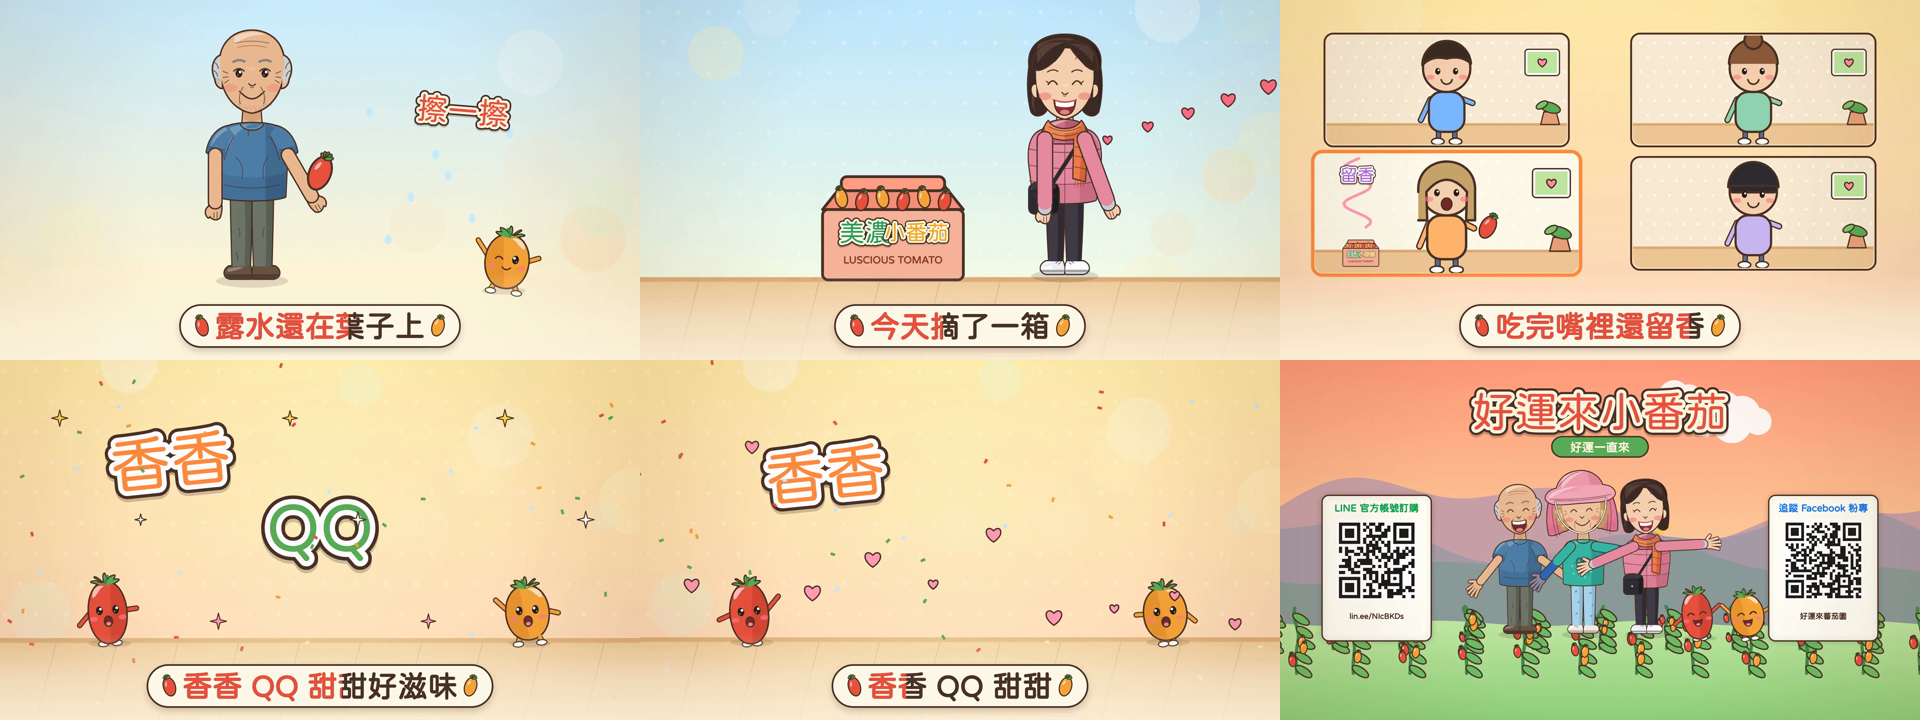 擦一擦
露水還在葉子上
美濃小番茄
LUSCIOUS TOMATO
今天摘了一箱
留香
吃完嘴裡還留香
香香
QQ
香香 QQ 甜甜好滋味
香香
香香 QQ 甜甜
好運來小番茄
好運一直來
LINE 官方帳號訂購
lin.ee/NIcBKDs
追蹤 Facebook 粉專
好運來蕃茄園